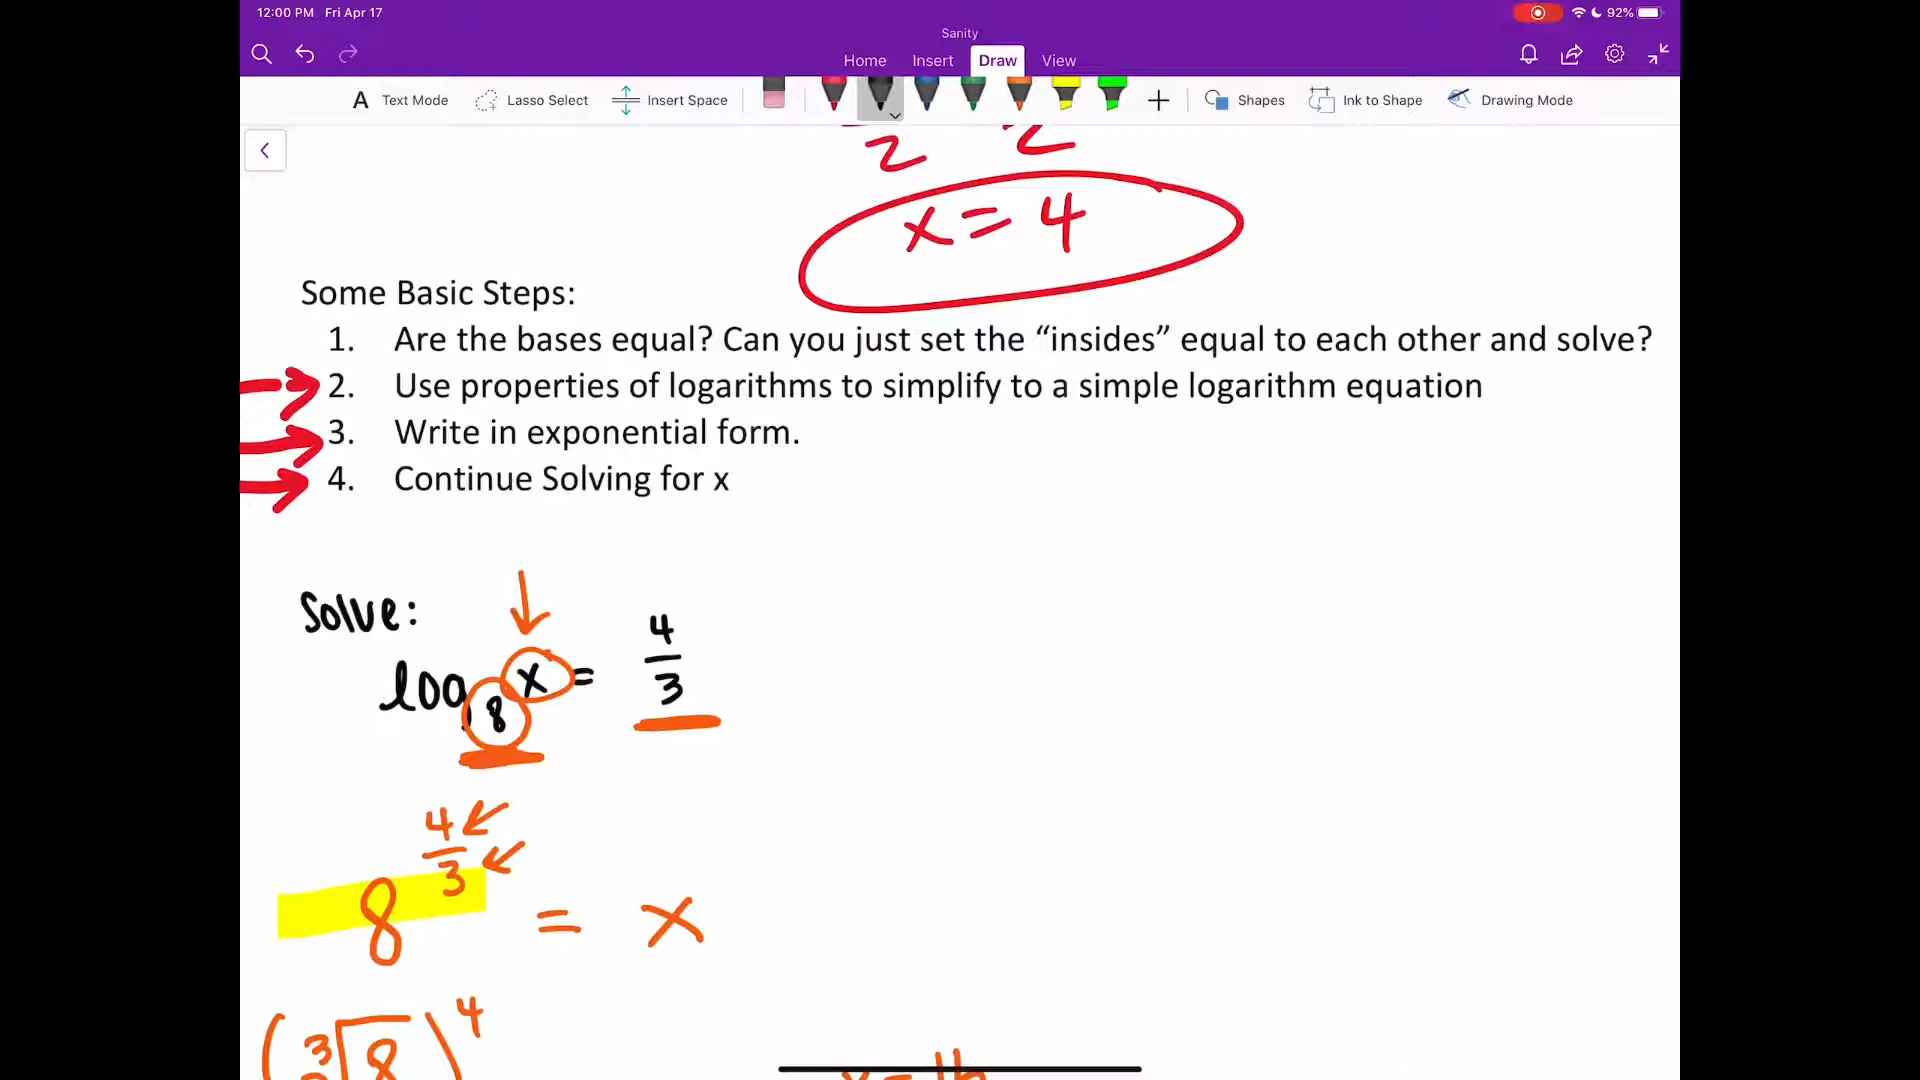 12:00 PM Fri Apr 17
92%
Sanity
Home Insert Draw View
Text Mode Lasso Select Insert Space Shapes Ink to Shape Drawing Mode
2 2
x = 4
Some Basic Steps:
1. Are the bases equal? Can you just set the “insides” equal to each other and solve?
2. Use properties of logarithms to simplify to a simple logarithm equation
3. Write in exponential form.
4. Continue Solving for x
Solve:
log₈ x = 4/3
8^(4/3) = x
(∛8)^4
x = 16